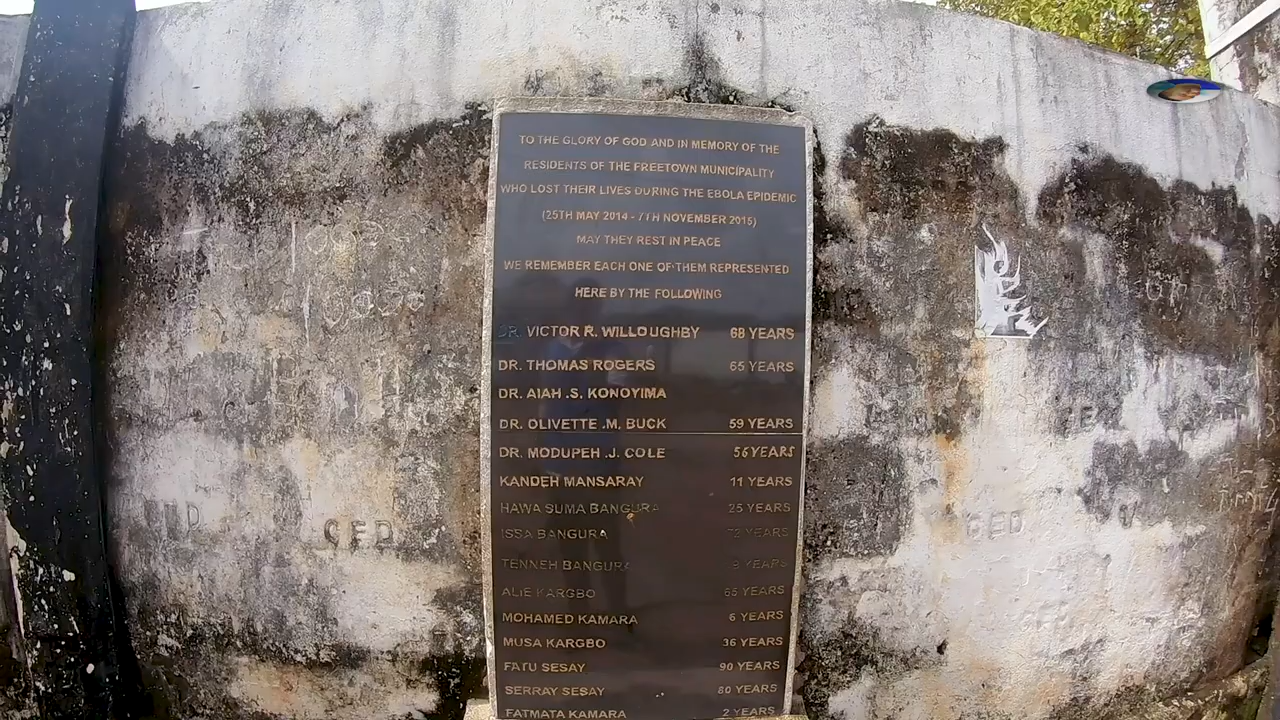 TO THE GLORY OF GOD AND IN MEMORY OF THE
RESIDENTS OF THE FREETOWN MUNICIPALITY
WHO LOST THEIR LIVES DURING THE EBOLA EPIDEMIC
(25TH MAY 2014 - 7TH NOVEMBER 2015)
MAY THEY REST IN PEACE
WE REMEMBER EACH ONE OF THEM REPRESENTED
HERE BY THE FOLLOWING
DR. VICTOR R. WILLOUGHBY 68 YEARS
DR. THOMAS ROGERS 65 YEARS
DR. AIAH .S. KONOYIMA
DR. OLIVETTE .M. BUCK 59 YEARS
DR. MODUPEH .J. COLE 56YEARS
KANDEH MANSARAY 11 YEARS
HAWA SUMA BANGURA 25 YEARS
ISSA BANGURA 72 YEARS
TENNEH BANGURA 9 YEARS
ALIE KARGBO 65 YEARS
MOHAMED KAMARA 6 YEARS
MUSA KARGBO 36 YEARS
FATU SESAY 90 YEARS
SERRAY SESAY 80 YEARS
FATMATA KAMARA 2 YEARS